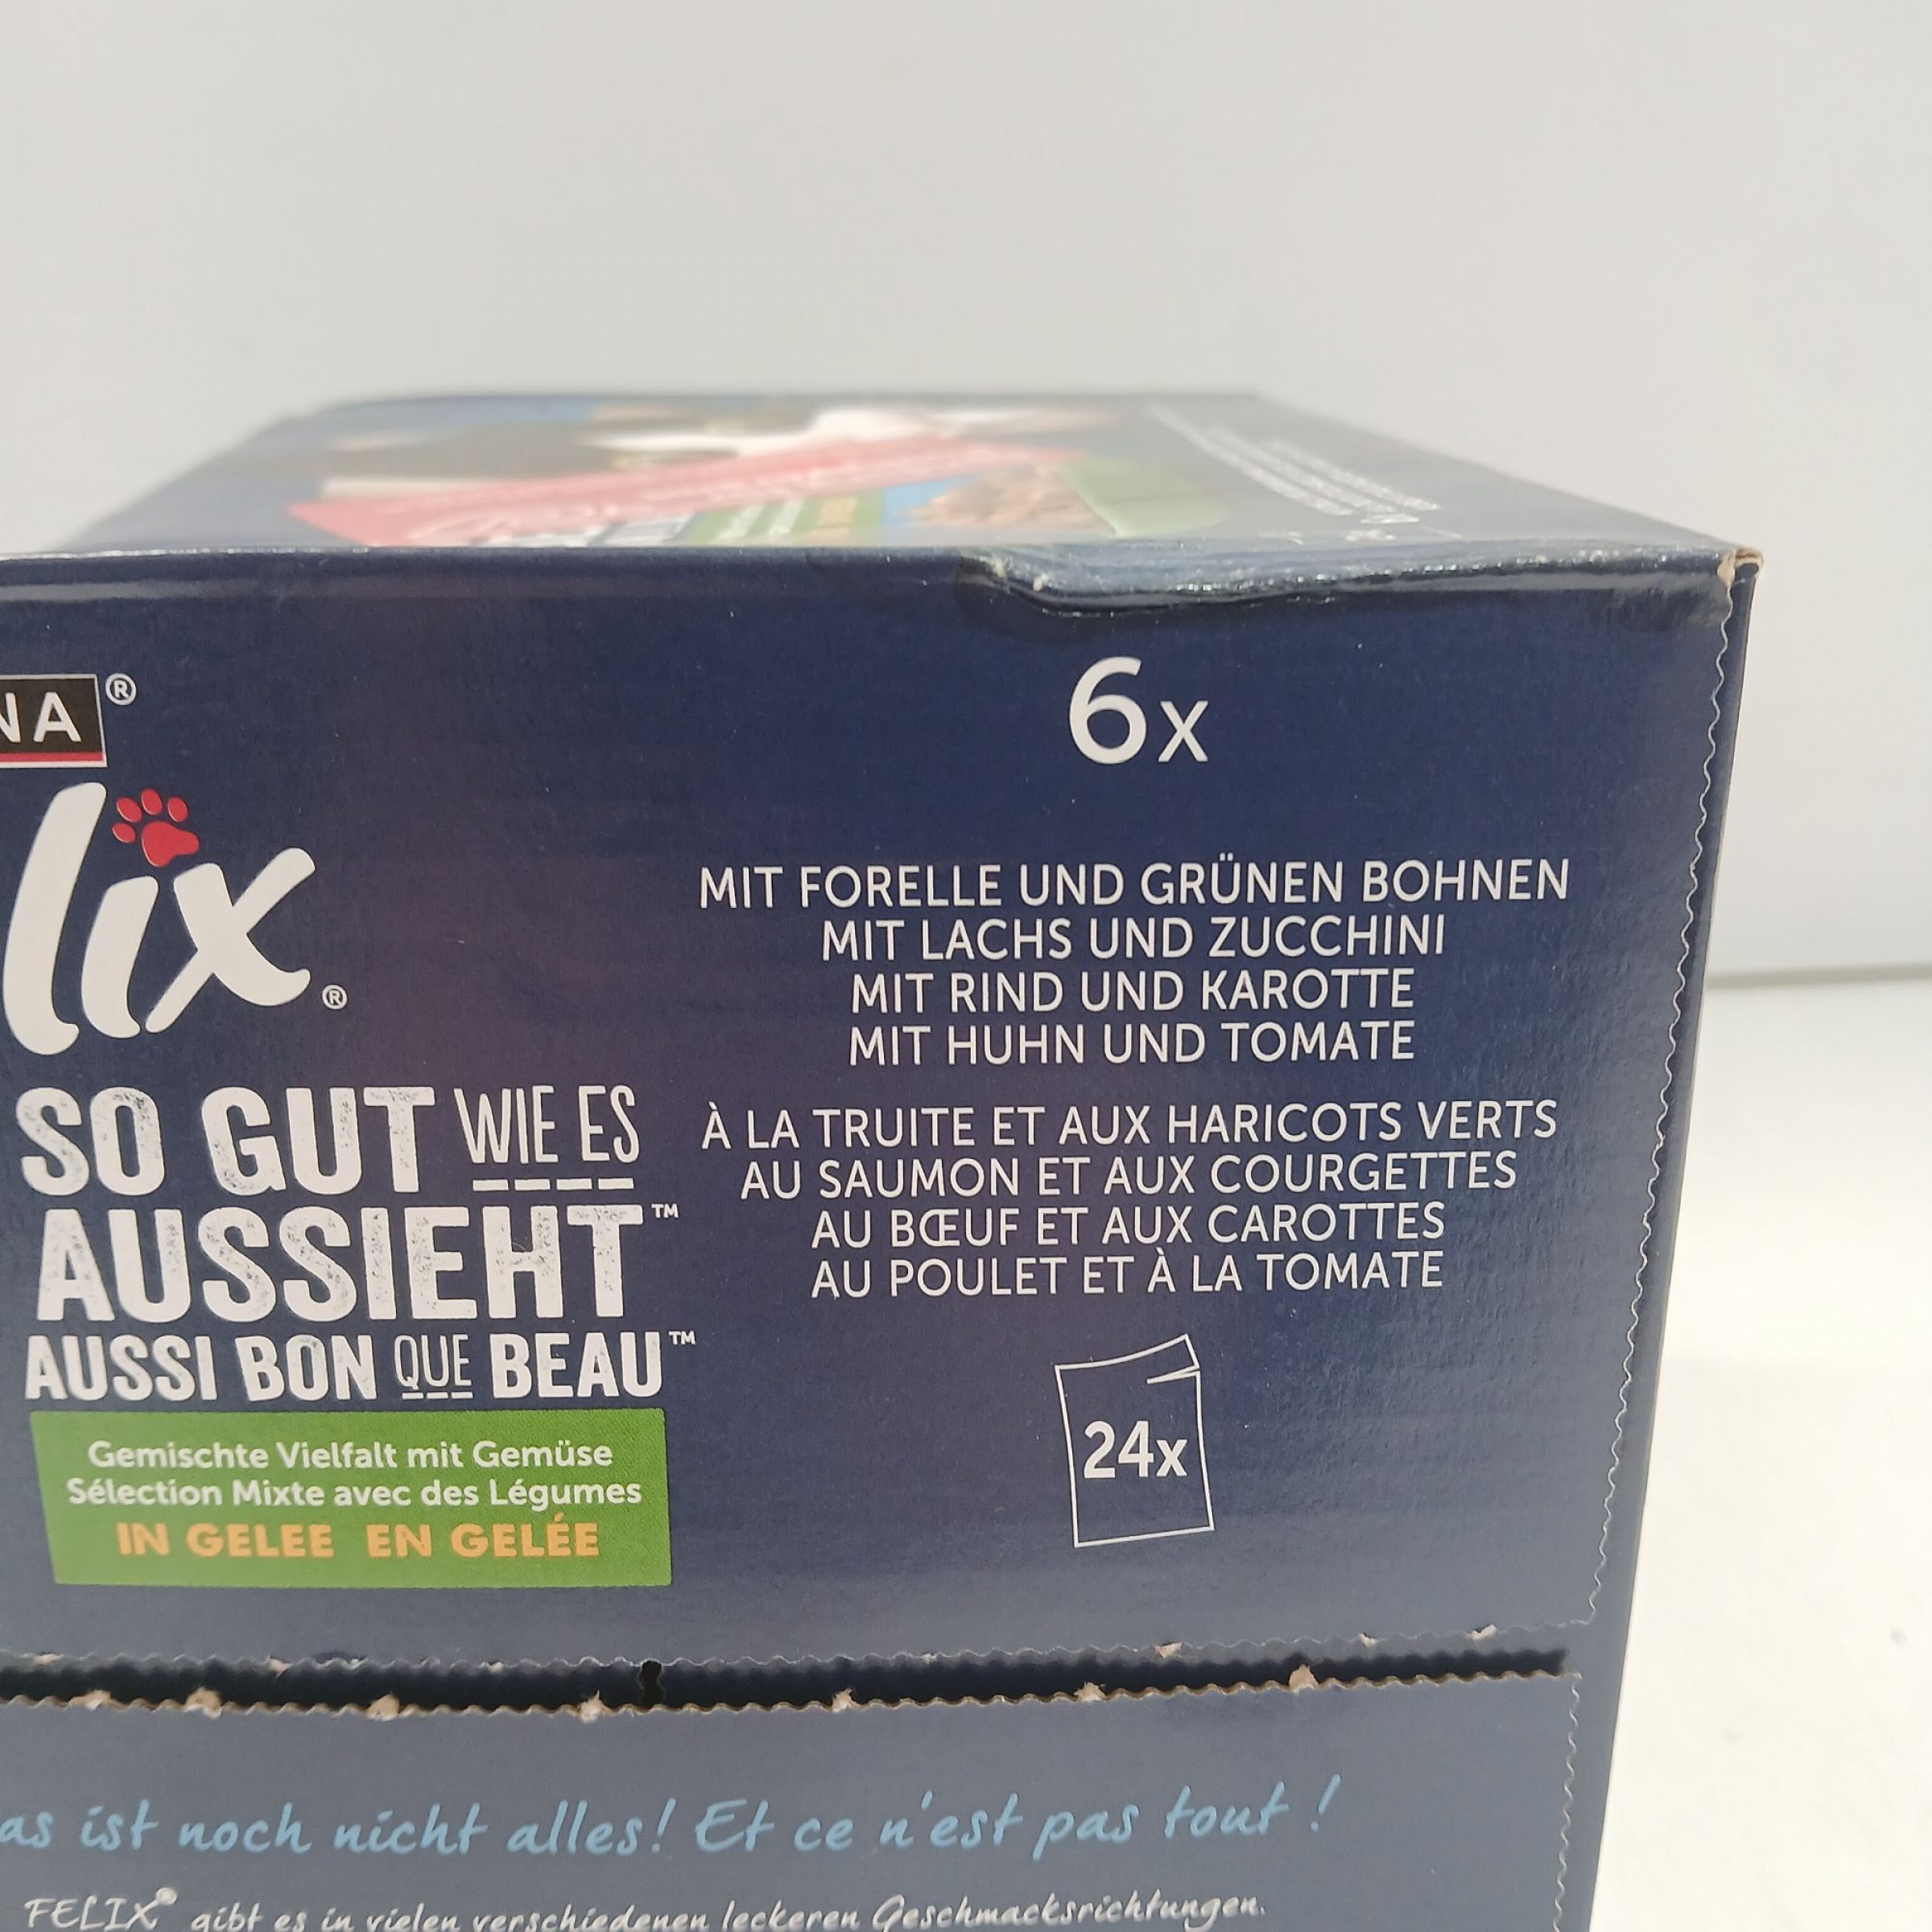 NA®
lix®
SO GUT WIE ES
AUSSIEHT™
AUSSI BON QUE BEAU™
Gemischte Vielfalt mit Gemüse
Sélection Mixte avec des Légumes
IN GELEE EN GELÉE
6x
MIT FORELLE UND GRÜNEN BOHNEN
MIT LACHS UND ZUCCHINI
MIT RIND UND KAROTTE
MIT HUHN UND TOMATE
À LA TRUITE ET AUX HARICOTS VERTS
AU SAUMON ET AUX COURGETTES
AU BŒUF ET AUX CAROTTES
AU POULET ET À LA TOMATE
24x
as ist noch nicht alles! Et ce n'est pas tout !
FELIX® gibt es in vielen verschiedenen leckeren Geschmacksrichtungen.